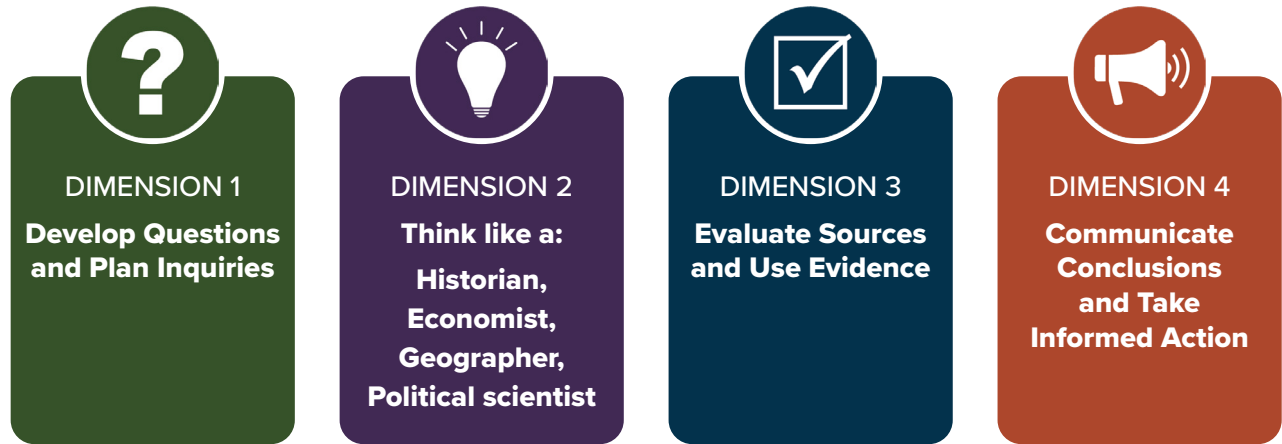 ?
DIMENSION 1
Develop Questions
and Plan Inquiries
DIMENSION 2
Think like a:
Historian,
Economist,
Geographer,
Political scientist
DIMENSION 3
Evaluate Sources
and Use Evidence
DIMENSION 4
Communicate
Conclusions
and Take
Informed Action